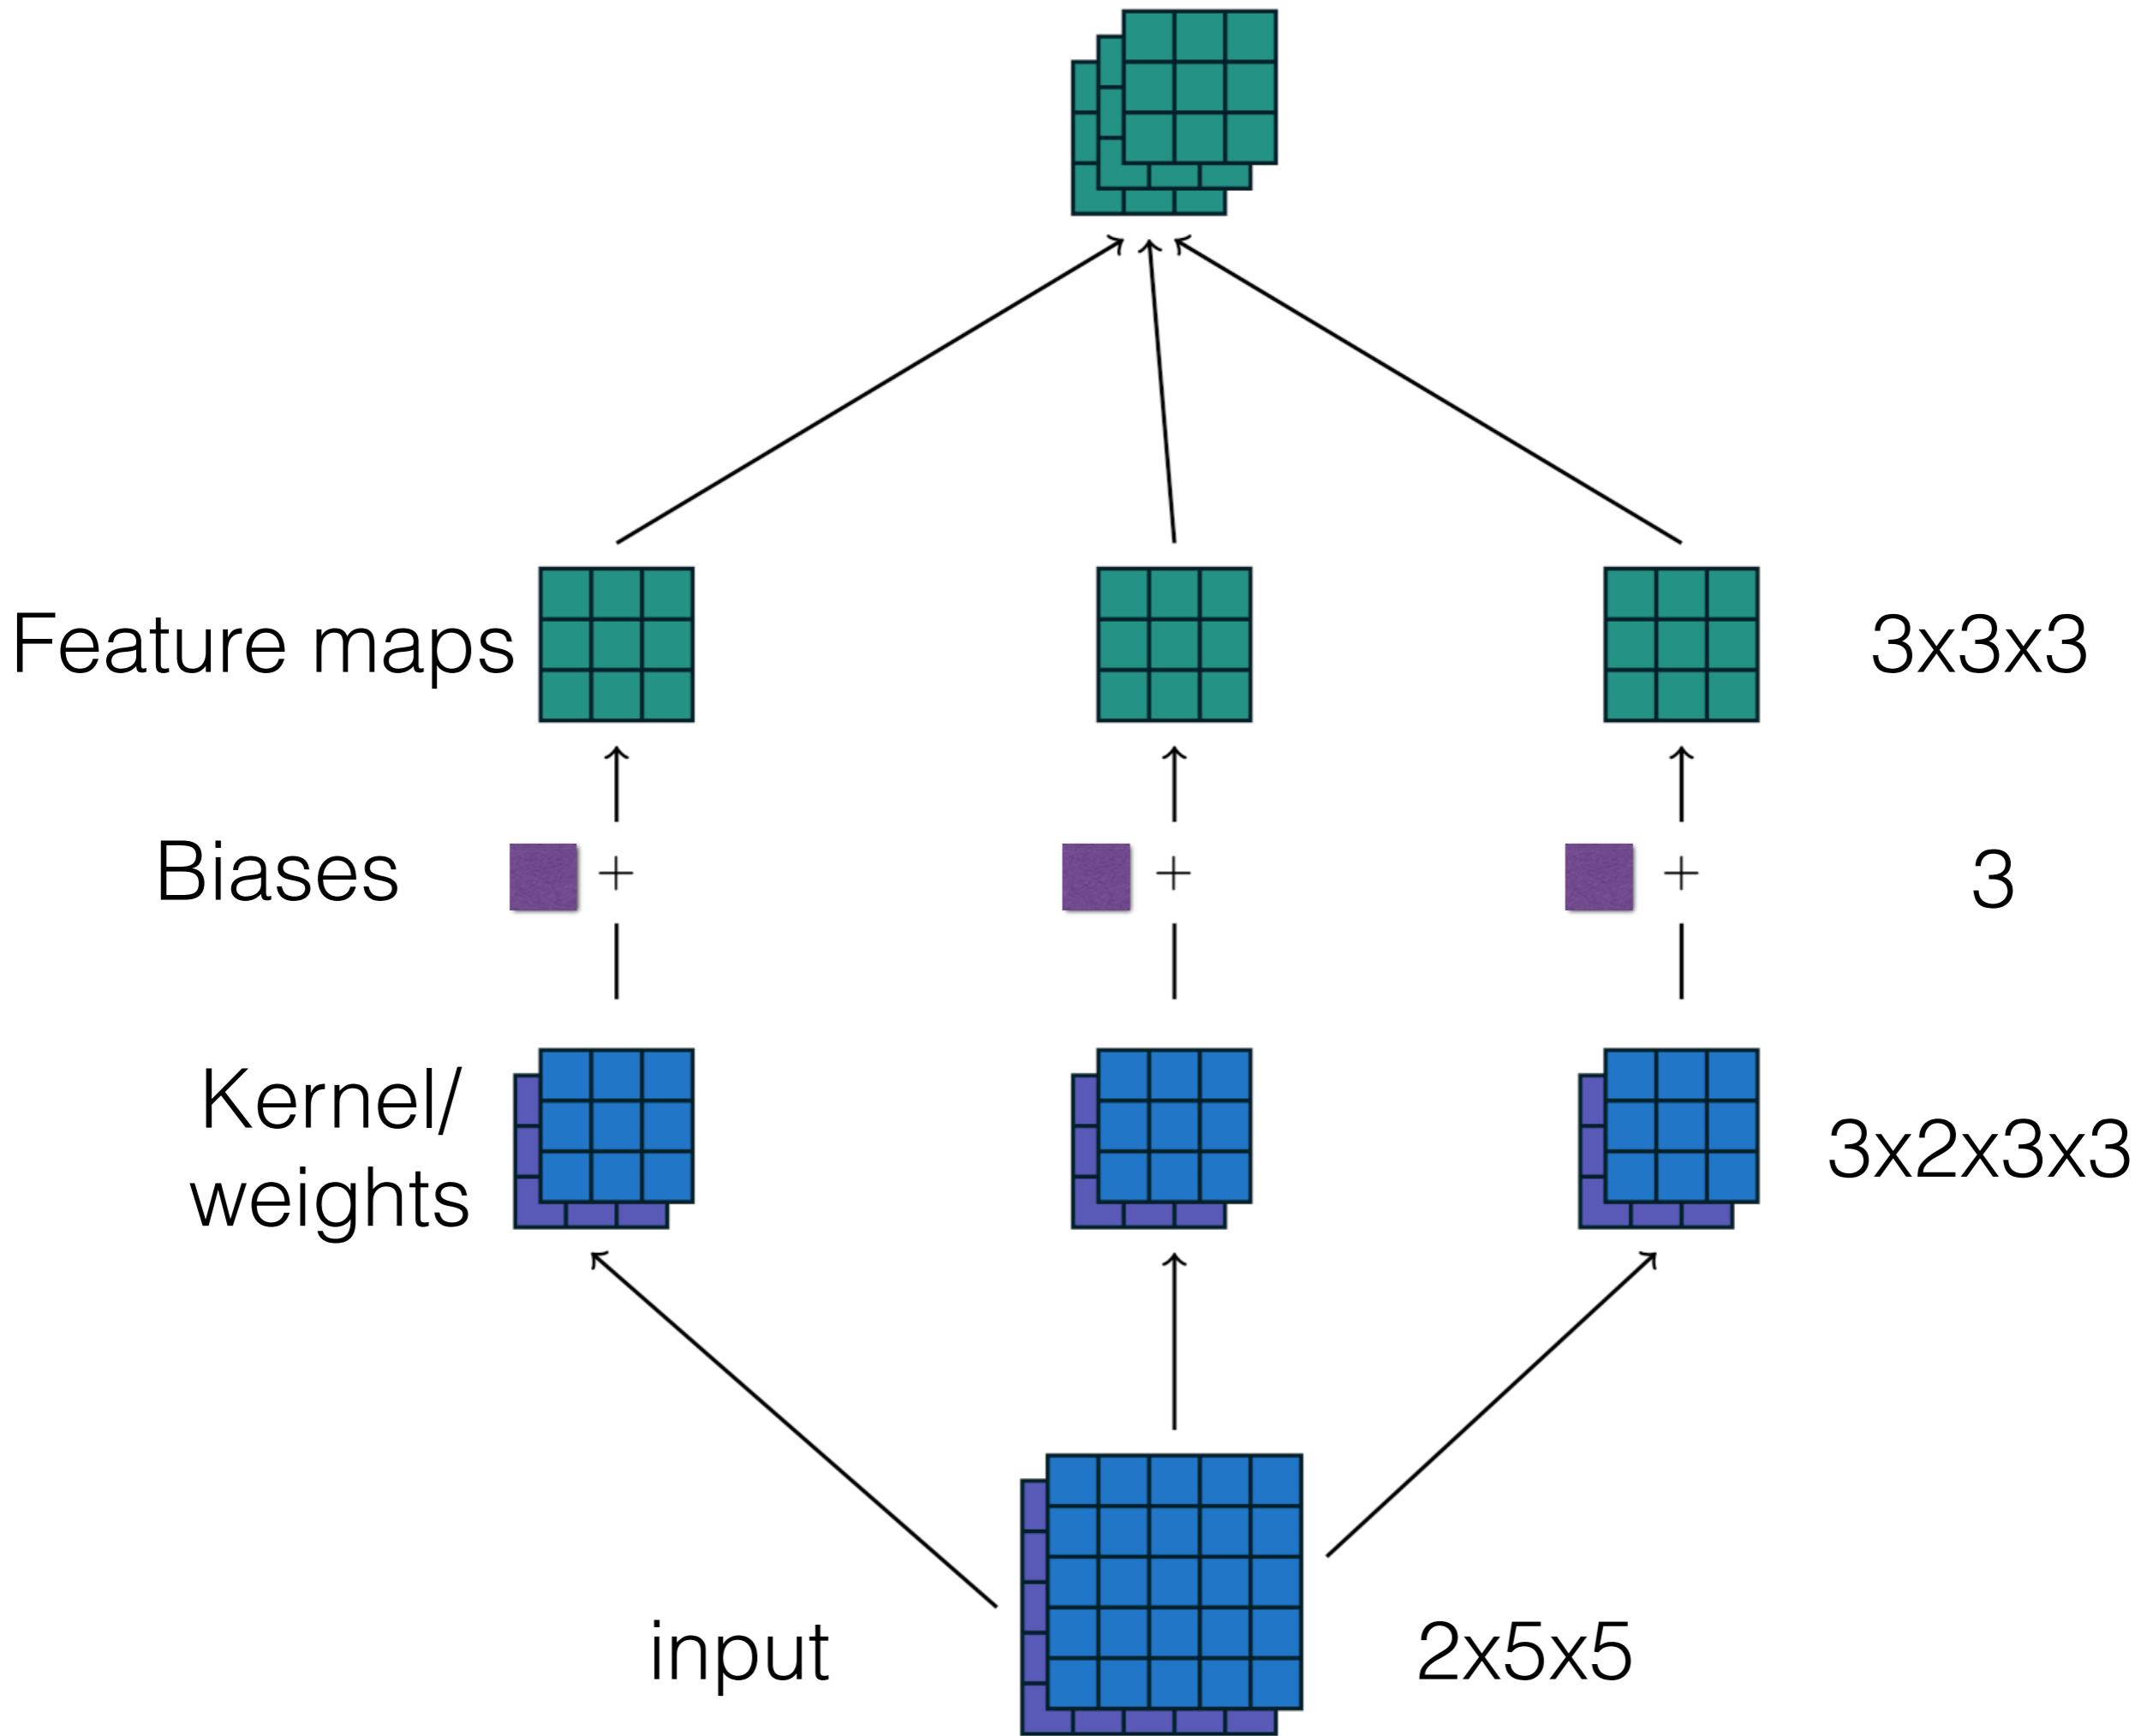 Feature maps
3x3x3
Biases
3
Kernel/
weights
3x2x3x3
input
2x5x5